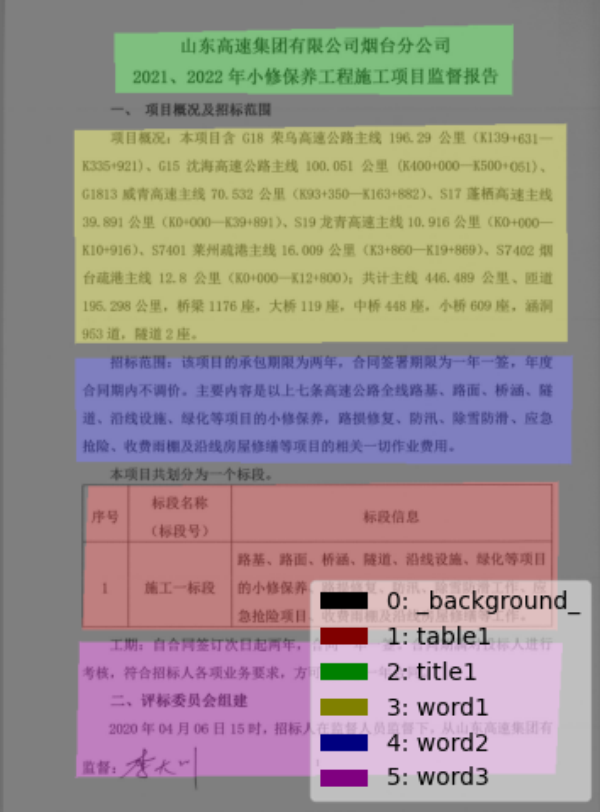 山东高速集团有限公司烟台分公司
2021、2022 年小修保养工程施工项目监督报告
一、 项目概况及招标范围
项目概况：本项目含 G18 荣乌高速公路主线 196.29 公里（K139+631—
K335+921）、G15 沈海高速公路主线 100.051 公里（K400+000—K500+051）、
G1813 威青高速主线 70.532 公里（K93+350—K163+882）、S17 蓬栖高速主线
39.891 公里（K0+000—K39+891）、S19 龙青高速主线 10.916 公里（K0+000—
K10+916）、S7401 莱州疏港主线 16.009 公里（K3+860—K19+869）、S7402 烟
台疏港主线 12.8 公里（K0+000—K12+800）；共计主线 446.489 公里、匝道
195.298 公里，桥梁 1176 座，大桥 119 座，中桥 448 座，小桥 609 座，涵洞
953 道，隧道 2 座。
招标范围：该项目的承包期限为两年，合同签署期限为一年一签，年度
合同期内不调价。主要内容是以上七条高速公路全线路基、路面、桥涵、隧
道、沿线设施、绿化等项目的小修保养，路损修复、防汛、除雪防滑、应急
抢险、收费雨棚及沿线房屋修缮等项目的相关一切作业费用。
本项目共划分为一个标段。
序号 标段名称（标段号） 标段信息
1 施工一标段 路基、路面、桥涵、隧道、沿线设施、绿化等项目
的小修保养、路损修复、防汛、除雪防滑工作、应
急抢险项目、收费雨棚及沿线房屋修缮等工作。
工期：自合同签订次日起两年，合同一年一签，合同期满对投标人进行
考核，符合招标人各项业务要求，方可
二、评标委员会组建
2020 年 04 月 06 日 15 时，招标人在监督人员监督下，从山东高速集团有
监督：
0: _background_
1: table1
2: title1
3: word1
4: word2
5: word3